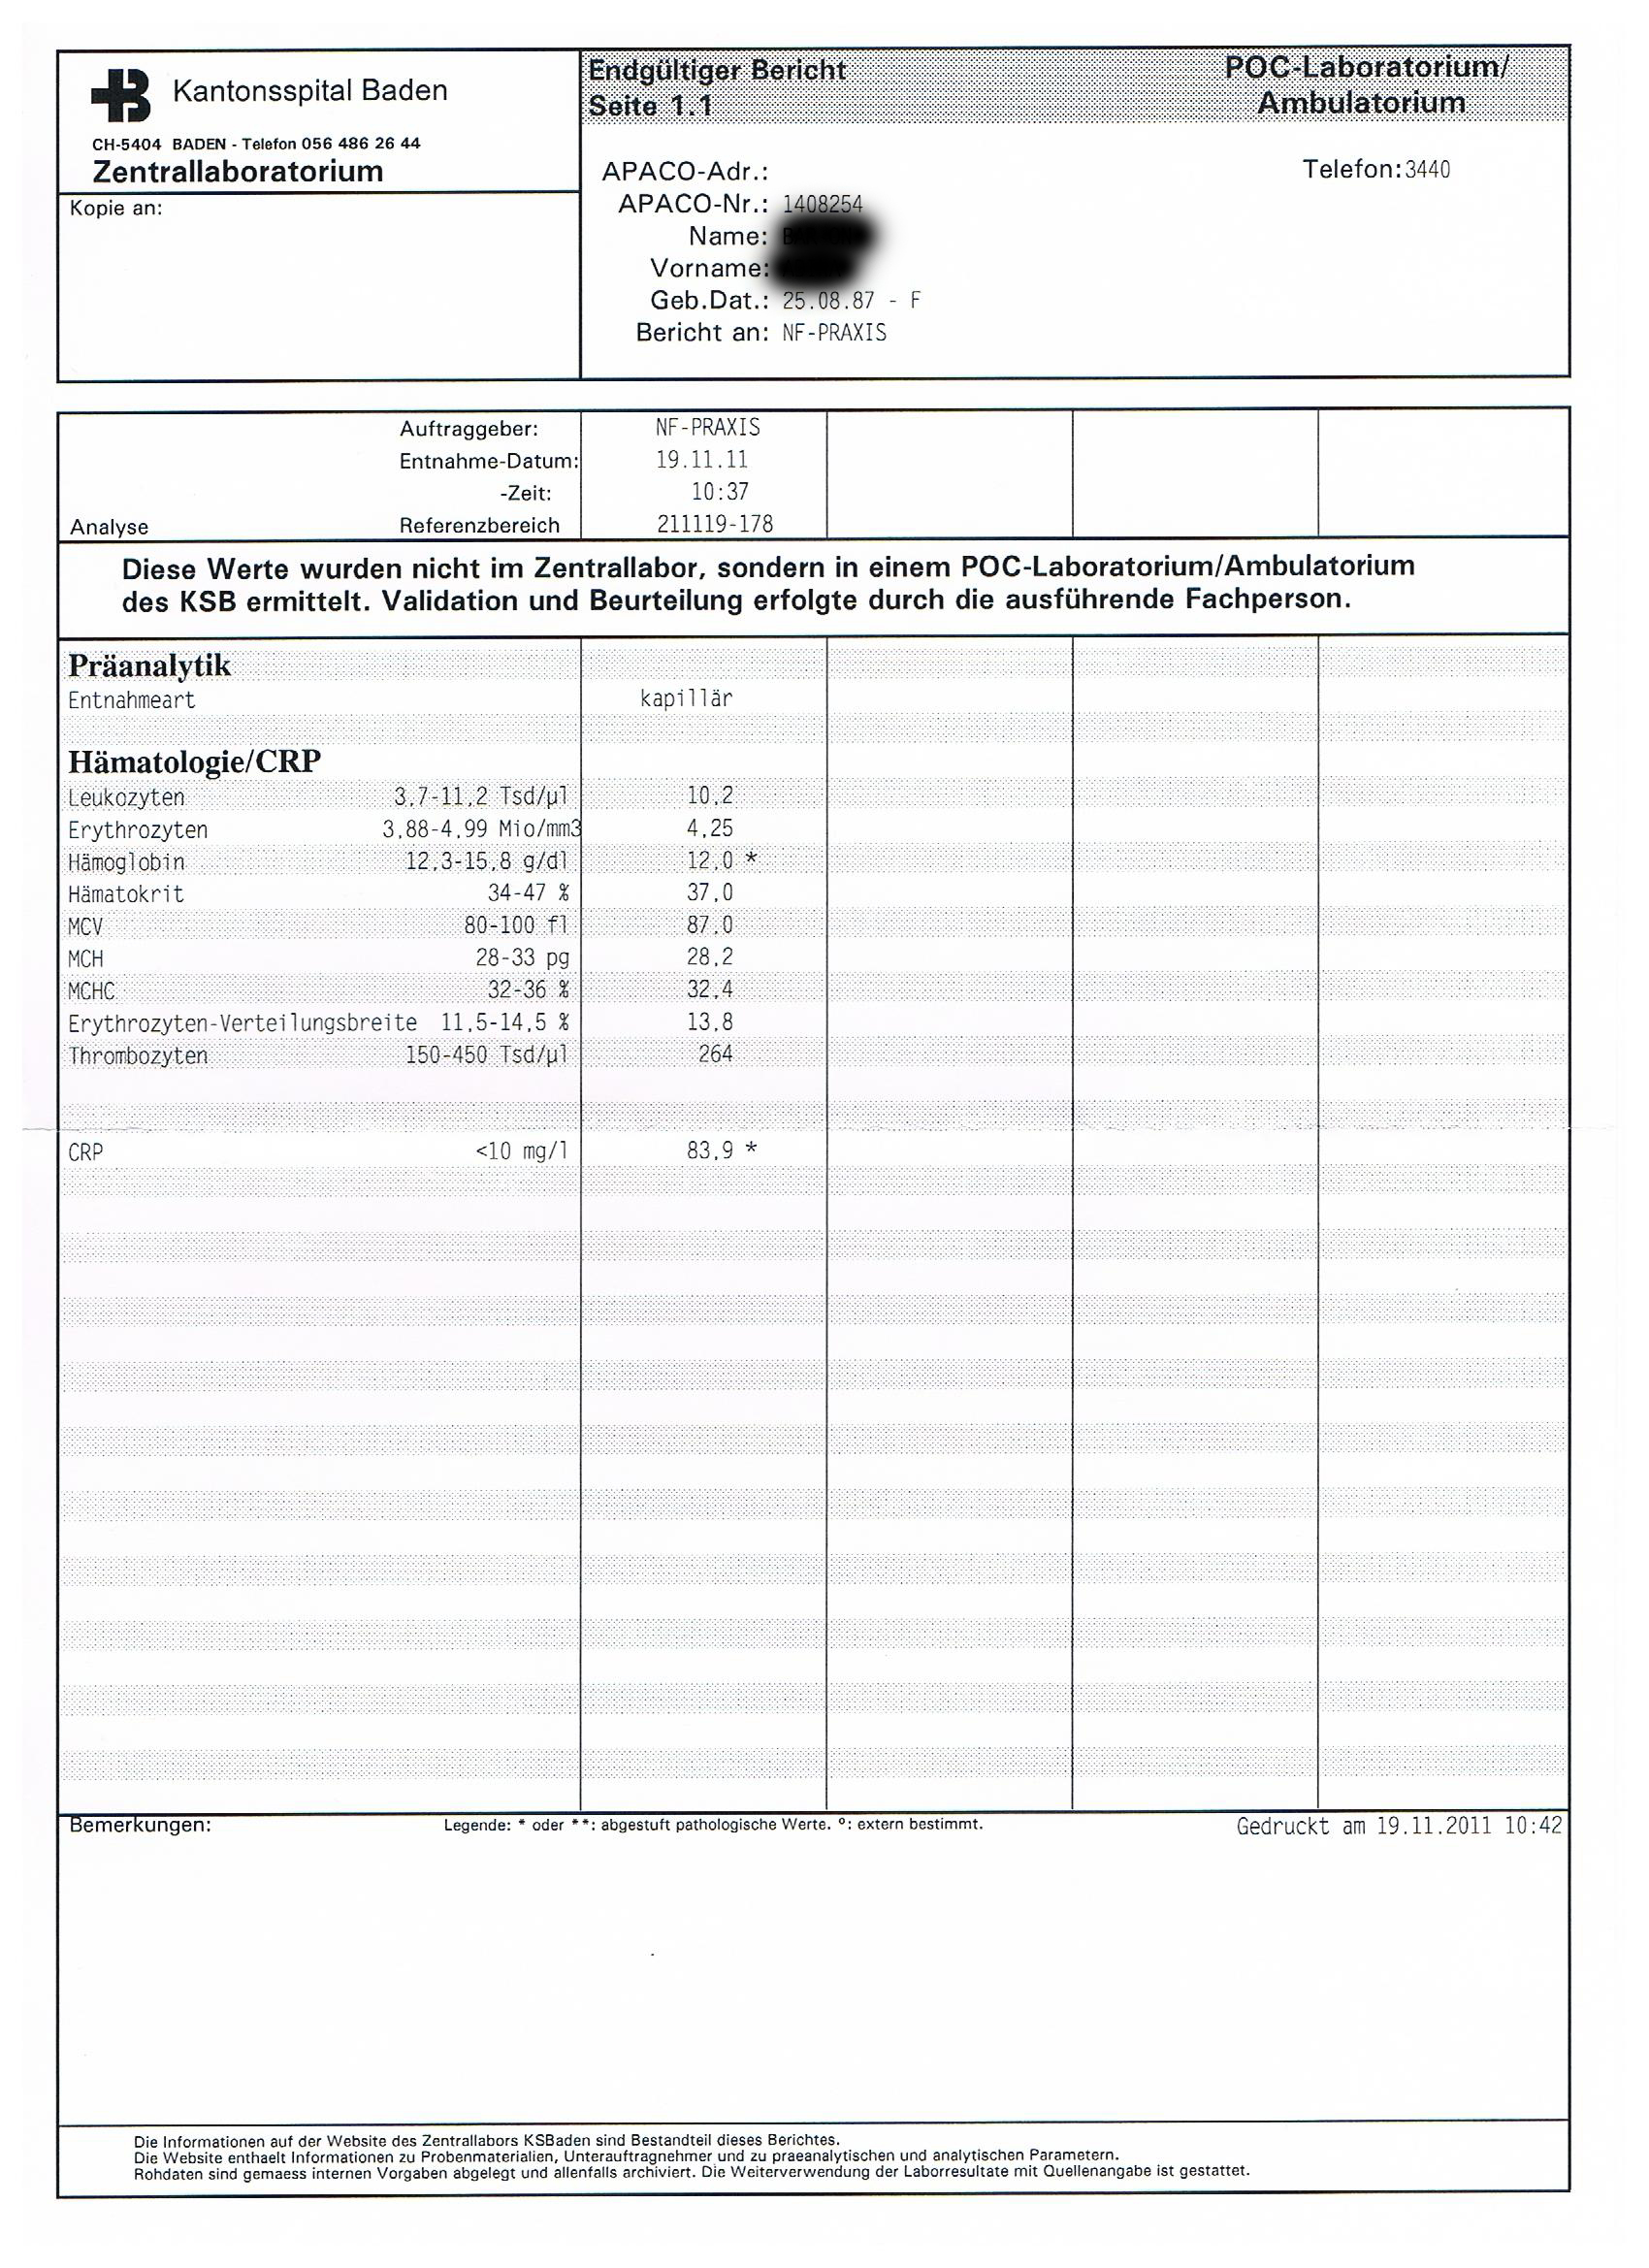 Kantonsspital Baden
CH-5404 BADEN - Telefon 056 486 26 44
Zentrallaboratorium
Kopie an:
Endgültiger Bericht
Seite 1.1
POC-Laboratorium/
Ambulatorium
APACO-Adr.:
Telefon:3440
APACO-Nr.: 1408254
Name:
Vorname:
Geb.Dat.: 25.08.87 - F
Bericht an: NF-PRAXIS
Auftraggeber: NF-PRAXIS
Entnahme-Datum: 19.11.11
-Zeit: 10:37
Analyse Referenzbereich 211119-178
Diese Werte wurden nicht im Zentrallabor, sondern in einem POC-Laboratorium/Ambulatorium
des KSB ermittelt. Validation und Beurteilung erfolgte durch die ausführende Fachperson.
Präanalytik
Entnahmeart kapillär
Hämatologie/CRP
Leukozyten 3,7-11,2 Tsd/µl 10,2
Erythrozyten 3,88-4,99 Mio/mm3 4,25
Hämoglobin 12,3-15,8 g/dl 12,0 *
Hämatokrit 34-47 % 37,0
MCV 80-100 fl 87,0
MCH 28-33 pg 28,2
MCHC 32-36 % 32,4
Erythrozyten-Verteilungsbreite 11,5-14,5 % 13,8
Thrombozyten 150-450 Tsd/µl 264
CRP <10 mg/l 83,9 *
Bemerkungen: Legende: * oder **: abgestuft pathologische Werte. °: extern bestimmt. Gedruckt am 19.11.2011 10:42
Die Informationen auf der Website des Zentrallabors KSBaden sind Bestandteil dieses Berichtes.
Die Website enthaelt Informationen zu Probenmaterialien, Unterauftragnehmer und zu praeanalytischen und analytischen Parametern.
Rohdaten sind gemaess internen Vorgaben abgelegt und allenfalls archiviert. Die Weiterverwendung der Laborresultate mit Quellenangabe ist gestattet.